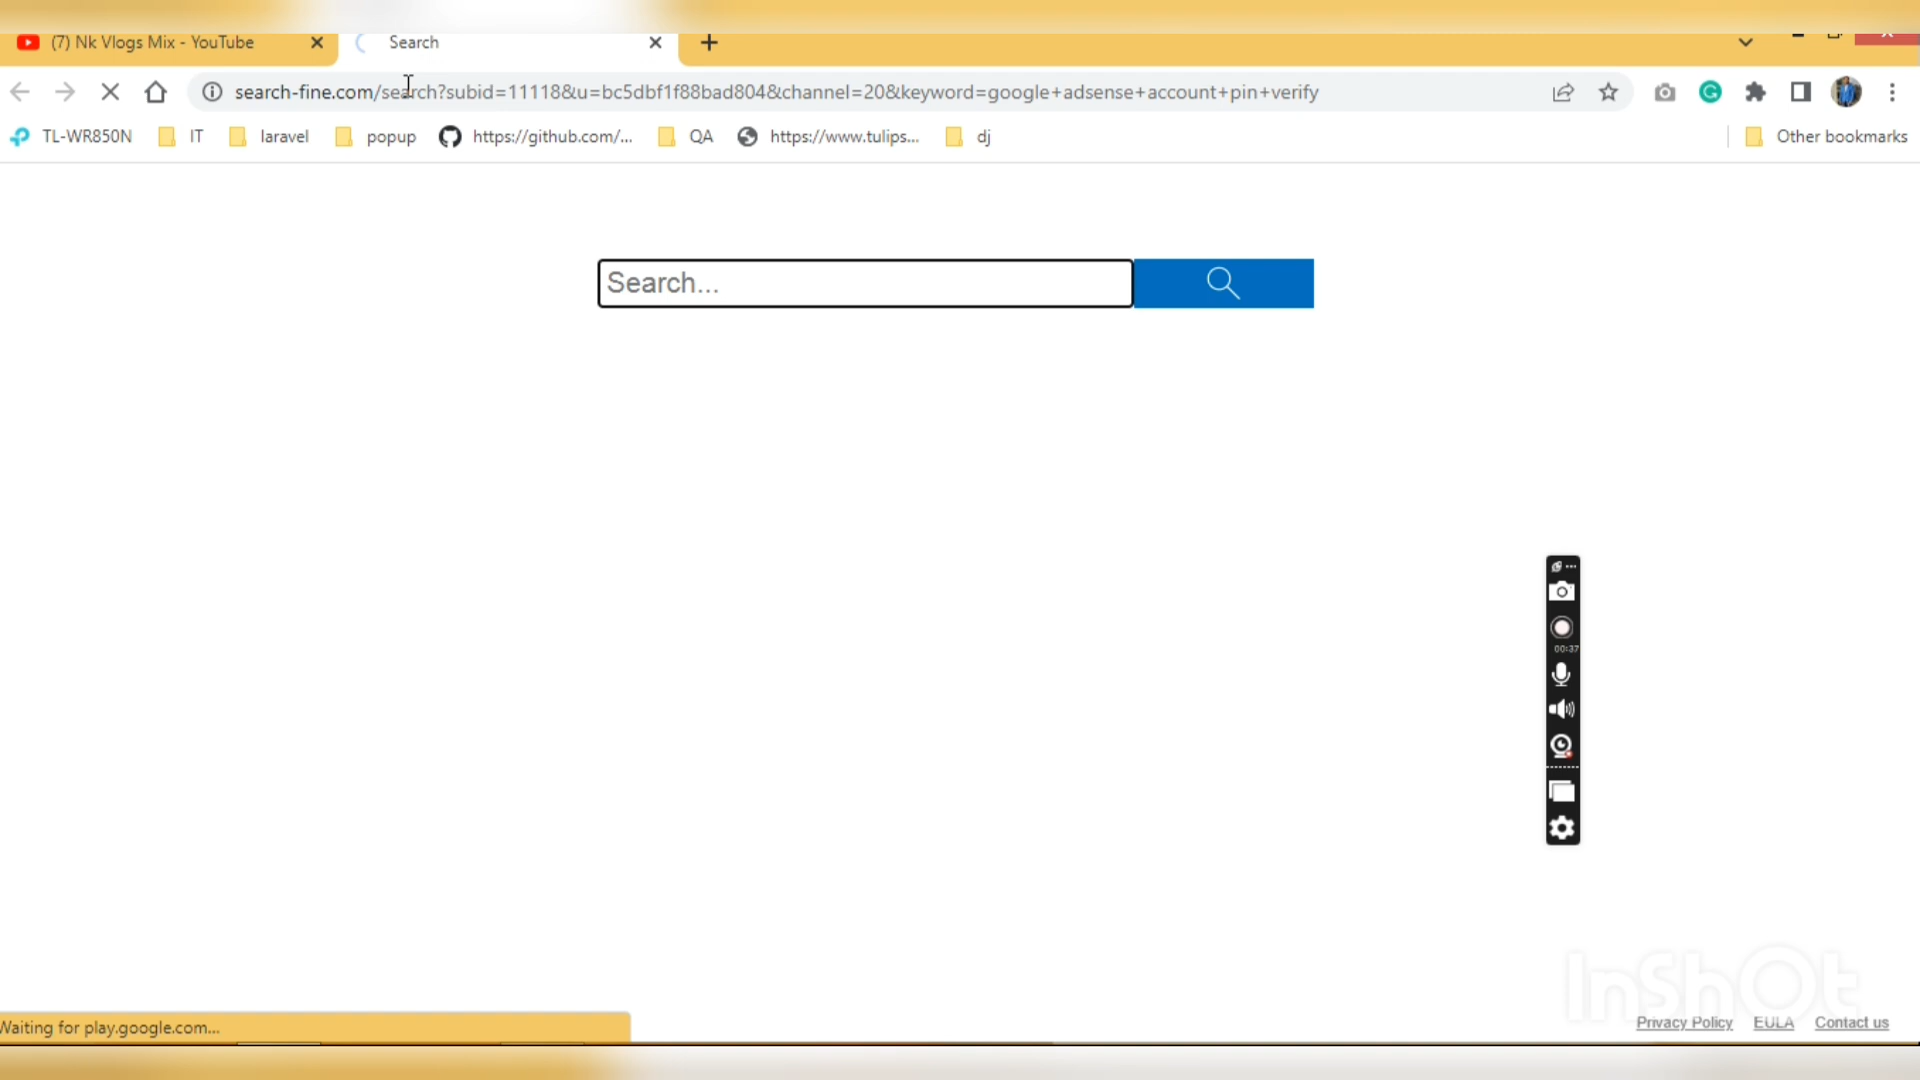 (7) Nk Vlogs Mix - YouTube
Search
search-fine.com/search?subid=11118&u=bc5dbf1f88bad804&channel=20&keyword=google+adsense+account+pin+verify
TL-WR850N
IT
laravel
popup
https://github.com/...
QA
https://www.tulips...
dj
Other bookmarks
Search...
00:37
InShOt
Waiting for play.google.com...
Privacy Policy
EULA
Contact us